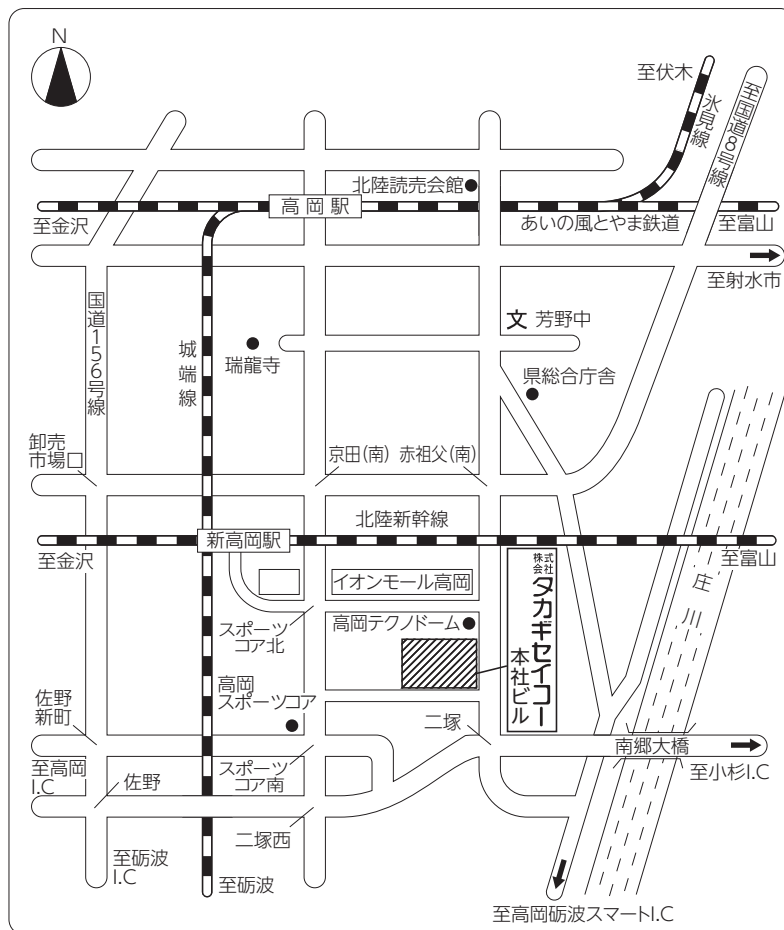 N
至伏木
氷見線
至国道8号線
北陸読売会館
高岡駅
至金沢
あいの風とやま鉄道
至富山
至射水市
国道156号線
城端線
瑞龍寺
文 芳野中
県総合庁舎
卸売
市場口
京田(南)
赤祖父(南)
北陸新幹線
新高岡駅
至金沢
至富山
イオンモール高岡
株式
会社
タカギセイコー
本社ビル
庄川
スポーツ
コア北
高岡テクノドーム
高岡
スポーツコア
佐野
新町
二塚
南郷大橋
至高岡
I.C
佐野
スポーツ
コア南
至小杉I.C
二塚西
至砺波
I.C
至砺波
至高岡砺波スマートI.C